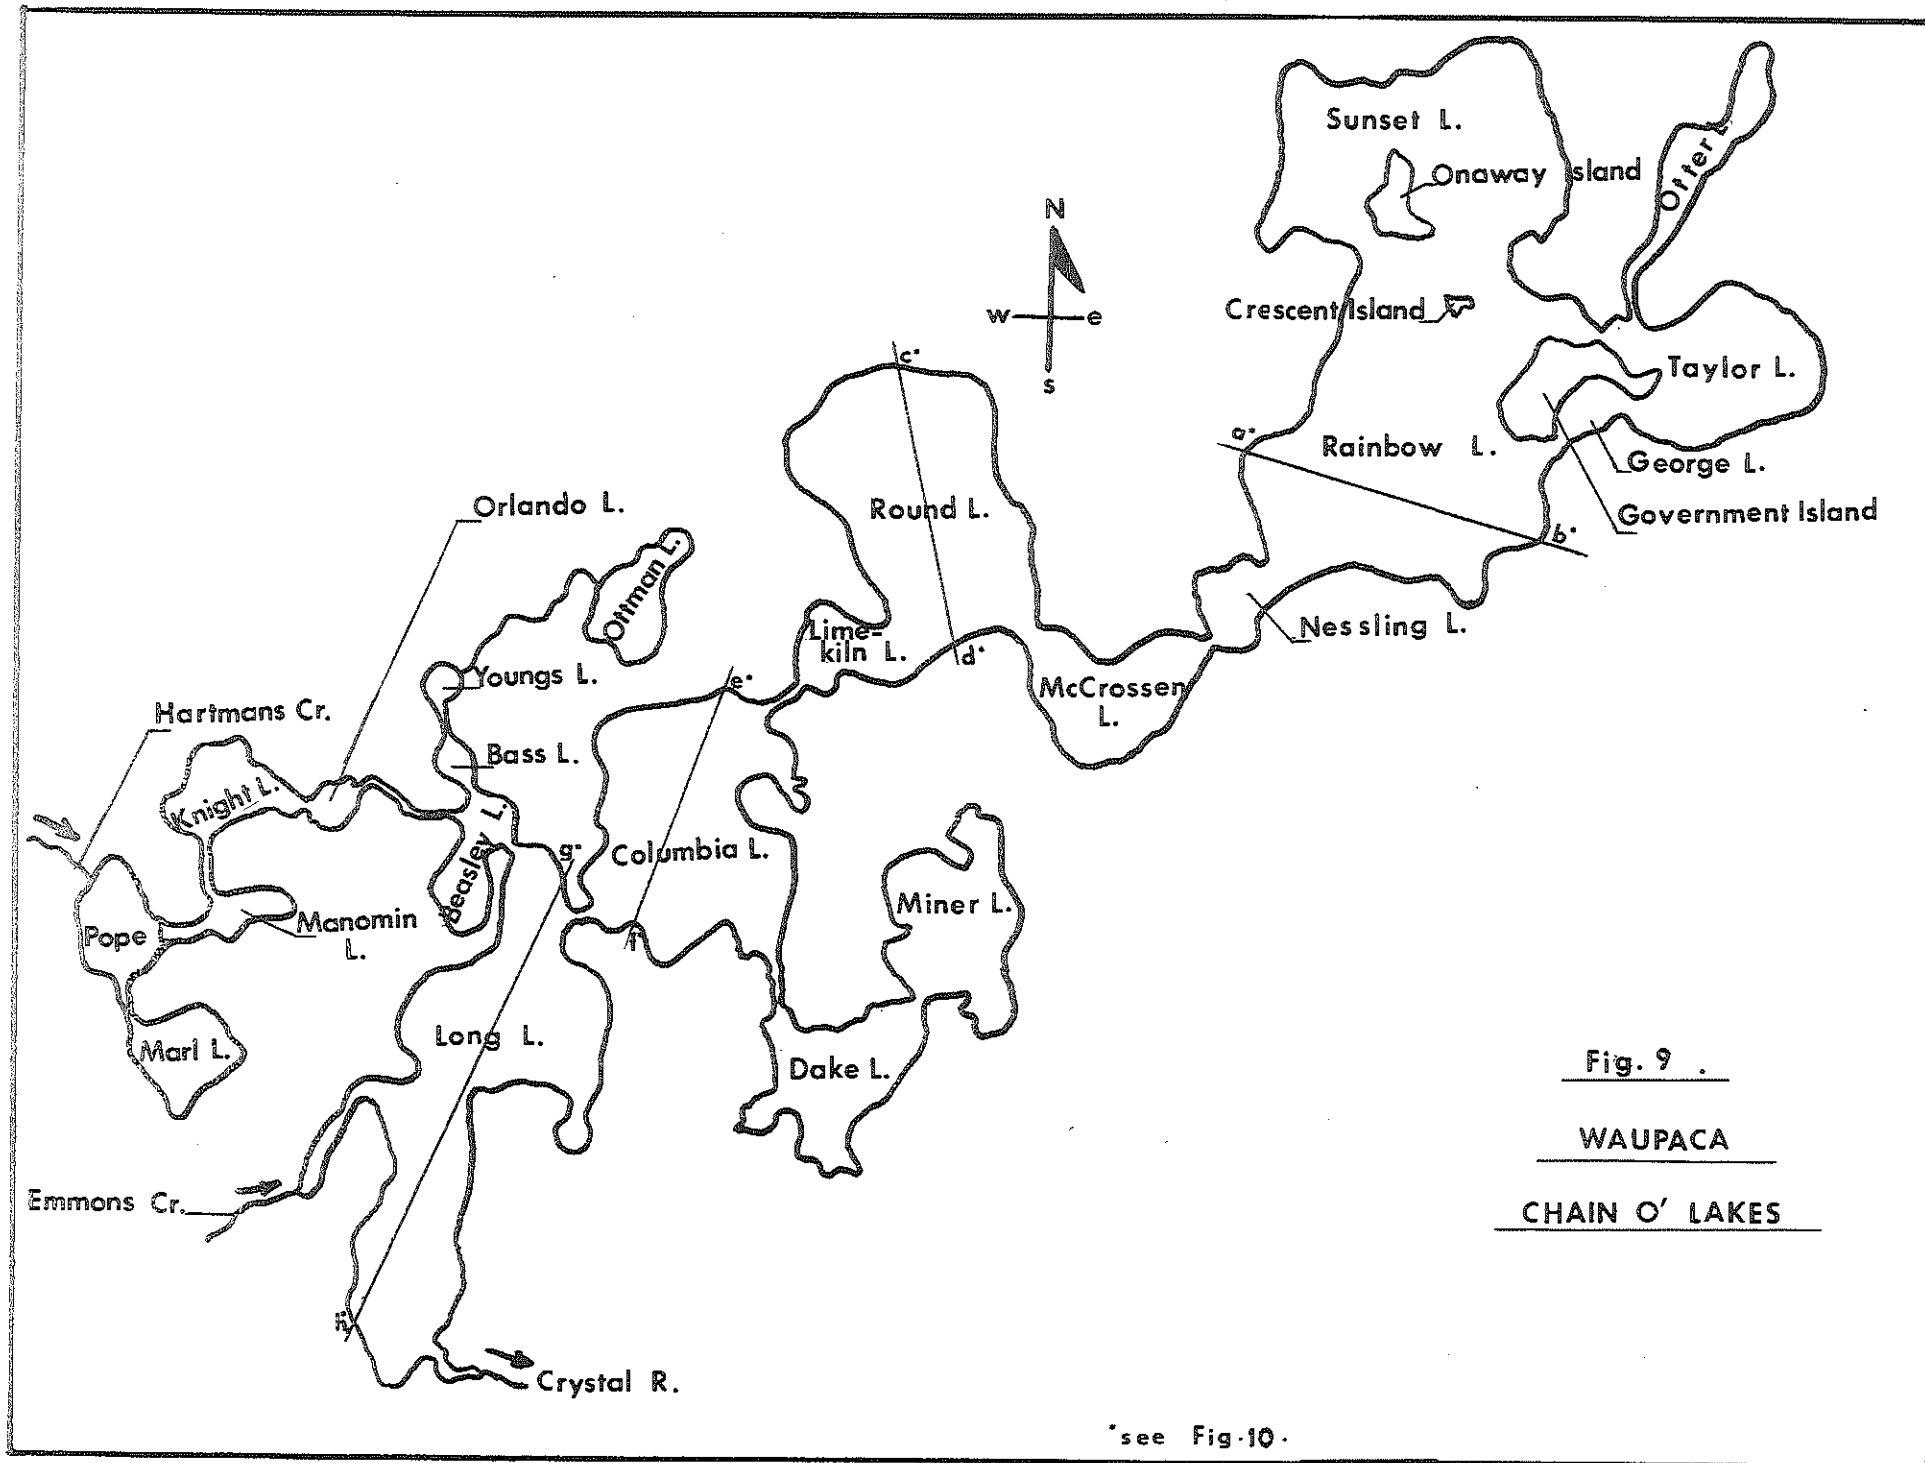 Sunset L.
Onaway Island
Otter L.
N
w e
s
Crescent Island
Taylor L.
c*
a*
Rainbow L.
George L.
Government Island
b*
Orlando L.
Round L.
Ottman L.
Lime-
kiln L.
d*
Nessling L.
Youngs L.
e*
McCrossen
L.
Hartmans Cr.
Bass L.
Knight L.
g*
Columbia L.
Beasley L.
Miner L.
Manomin
L.
Pope
L.
f
Long L.
Marl L.
Dake L.
Emmons Cr.
h
Crystal R.
Fig. 9 .
WAUPACA
CHAIN O' LAKES
*see Fig.10.